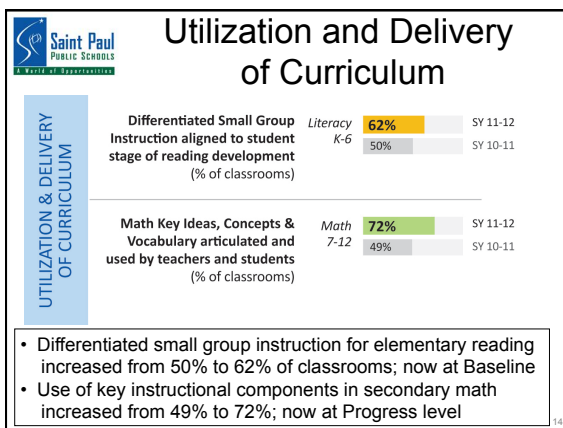 Saint Paul
PUBLIC SCHOOLS
A World of Opportunities
Utilization and Delivery
of Curriculum
UTILIZATION & DELIVERY
OF CURRICULUM
Differentiated Small Group
Instruction aligned to student
stage of reading development
(% of classrooms)
Literacy
K-6
62% SY 11-12
50% SY 10-11
Math Key Ideas, Concepts &
Vocabulary articulated and
used by teachers and students
(% of classrooms)
Math
7-12
72% SY 11-12
49% SY 10-11
• Differentiated small group instruction for elementary reading
increased from 50% to 62% of classrooms; now at Baseline
• Use of key instructional components in secondary math
increased from 49% to 72%; now at Progress level
14